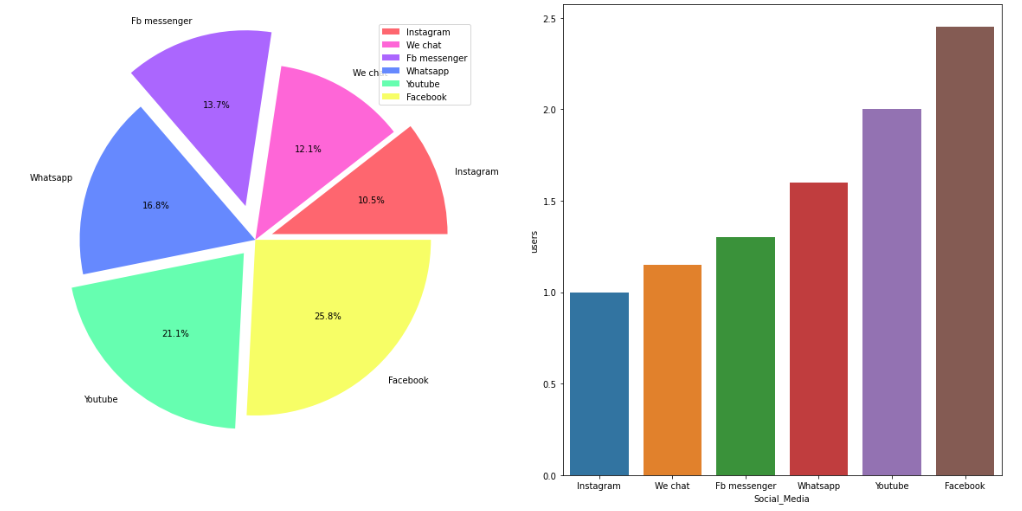 Fb messenger
Instagram
We chat
Fb messenger
Whatsapp
Youtube
Facebook
We ch
13.7%
12.1%
Whatsapp
16.8%
10.5%
Instagram
25.8%
21.1%
Facebook
Youtube
2.5
2.0
1.5
1.0
0.5
0.0
users
Instagram We chat Fb messenger Whatsapp Youtube Facebook
Social_Media